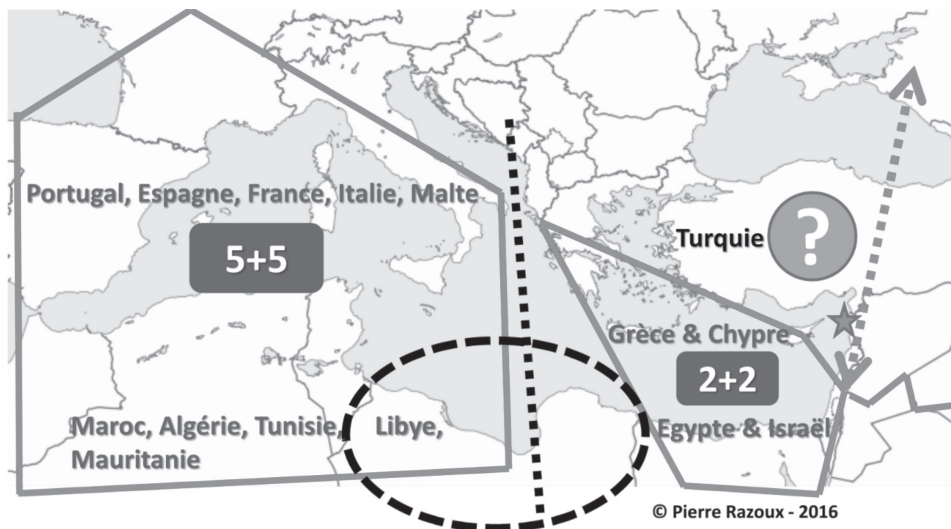 Portugal, Espagne, France, Italie, Malte
5+5
Turquie
?
Grèce & Chypre
2+2
Maroc, Algérie, Tunisie, Libye,
Mauritanie
Egypte & Israël
© Pierre Razoux - 2016